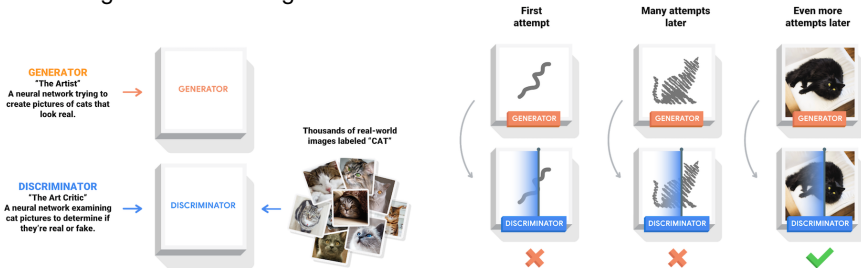 GENERATOR
"The Artist"
A neural network trying to
create pictures of cats that
look real.
GENERATOR
DISCRIMINATOR
"The Art Critic"
A neural network examining
cat pictures to determine if
they're real or fake.
DISCRIMINATOR
Thousands of real-world
images labeled "CAT"
First
attempt
GENERATOR
DISCRIMINATOR
Many attempts
later
GENERATOR
DISCRIMINATOR
Even more
attempts later
GENERATOR
DISCRIMINATOR